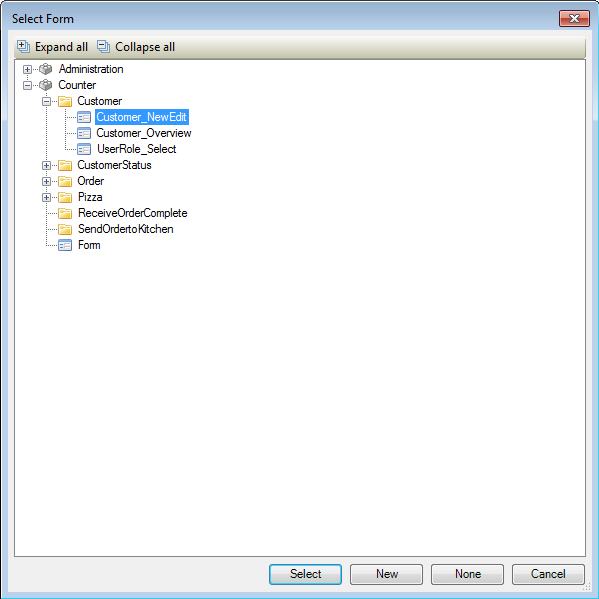 Select Form
Expand all Collapse all
Administration
Counter
Customer
Customer_NewEdit
Customer_Overview
UserRole_Select
CustomerStatus
Order
Pizza
ReceiveOrderComplete
SendOrdertoKitchen
Form
Select New None Cancel